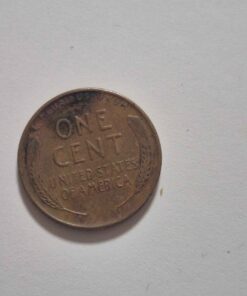 ONE
CENT
UNITED STATES
OF AMERICA